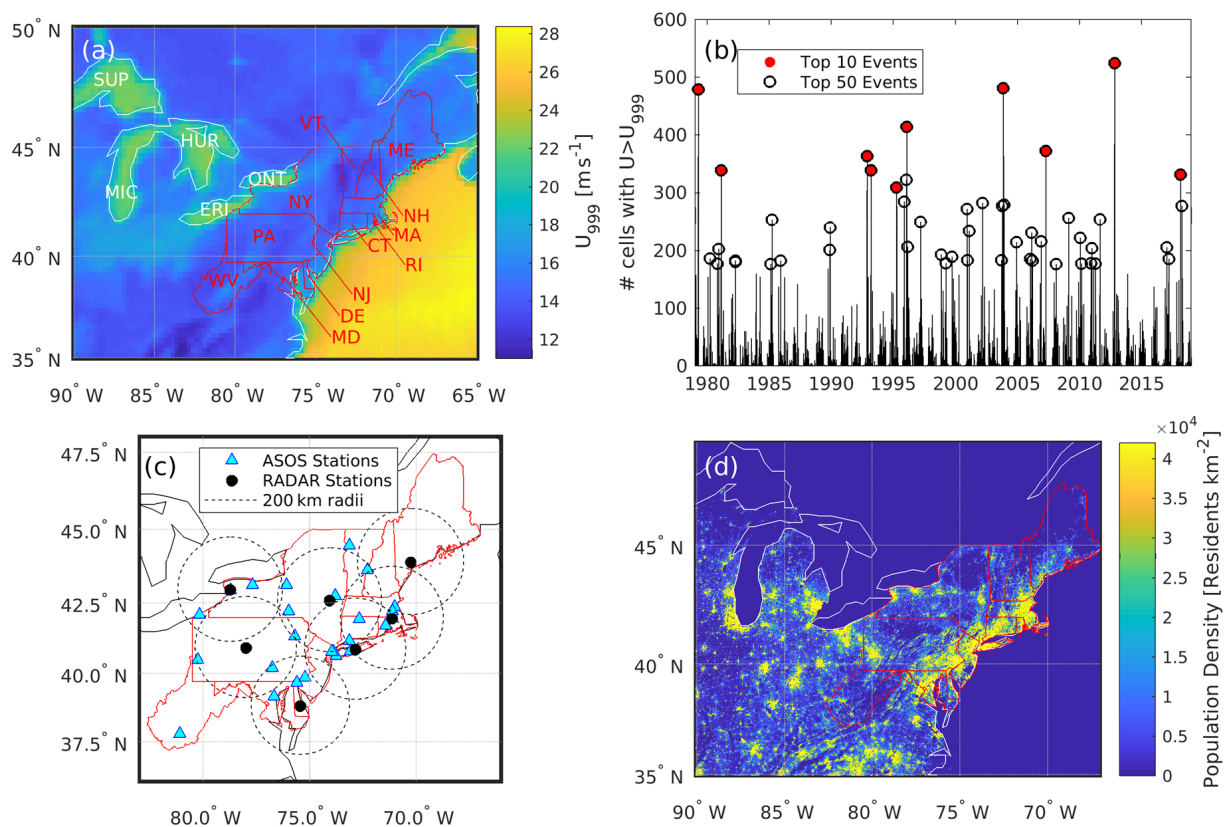 (a)
50° N
45° N
40° N
35° N
90° W
85° W
80° W
75° W
70° W
65° W
SUP
HUR
MIC
ONT
ERI
VT
ME
NY
NH
MA
CT
RI
PA
WV
NJ
DE
MD
28
26
24
22
20
18
16
14
12
U999 [ms-1]
(b)
Top 10 Events
Top 50 Events
# cells with U>U999
600
500
400
300
200
100
0
1980
1985
1990
1995
2000
2005
2010
2015
(c)
ASOS Stations
RADAR Stations
200 km radii
47.5° N
45.0° N
42.5° N
40.0° N
37.5° N
80.0° W
75.0° W
70.0° W
(d)
45° N
40° N
35° N
90° W
85° W
80° W
75° W
70° W
×10⁴
4
3.5
3
2.5
2
1.5
1
0.5
0
Population Density [Residents km-2]